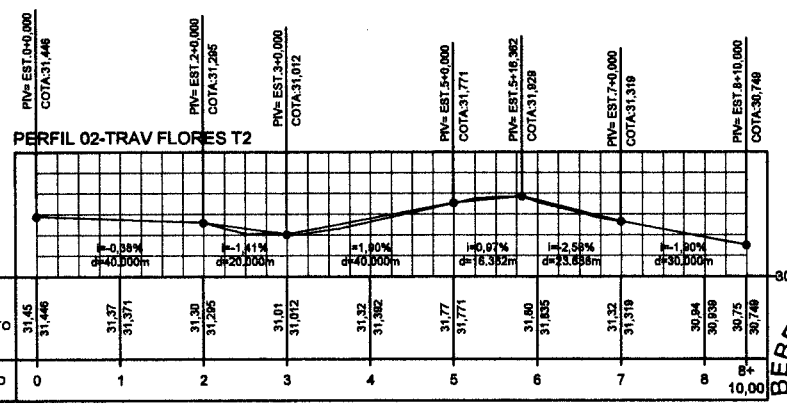 PIV= EST.0+0,000
COTA:31,446
PIV= EST.2+0,000
COTA:31,295
PIV= EST.3+0,000
COTA:31,012
PIV= EST.5+0,000
COTA:31,771
PIV= EST.5+16,362
COTA:31,929
PIV= EST.7+0,000
COTA:31,319
PIV= EST.8+10,000
COTA:30,749
PERFIL 02-TRAV FLORES T2
i=-0,38%
d=40.000m
i=-1,41%
d=20.000m
=1,90%
d=40.000m
i=0,97%
d=16.362m
i=-2,58%
d=23.638m
i=-1,90%
d=30.000m
30
TO
31,45
31,446
31,37
31,371
31,30
31,295
31,01
31,012
31,32
31,392
31,77
31,771
31,80
31,835
31,32
31,319
30,94
30,939
30,75
30,749
O
0
1
2
3
4
5
6
7
8
8+
10,00
BERE